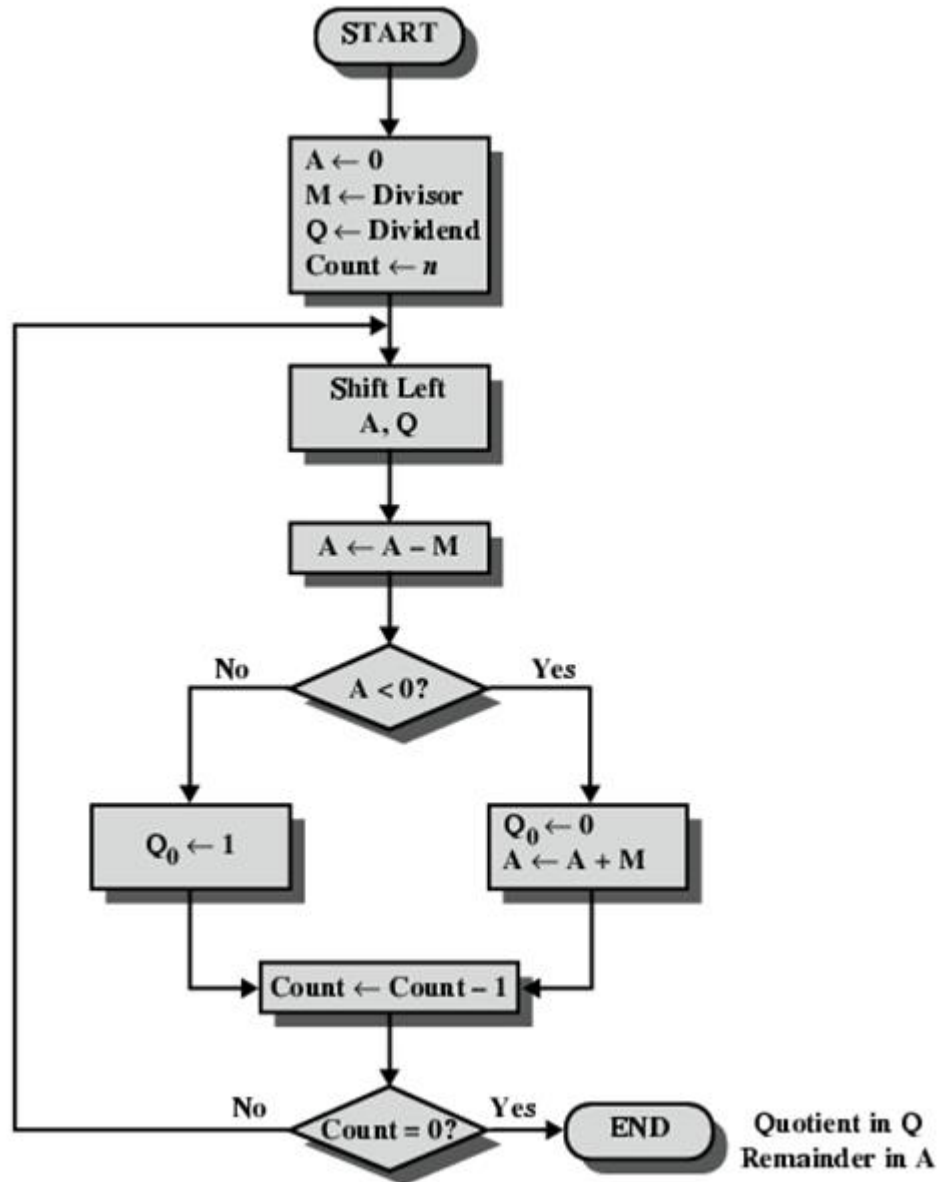 START
A ← 0
M ← Divisor
Q ← Dividend
Count ← n
Shift Left
A, Q
A ← A – M
No
A < 0?
Yes
Q₀ ← 1
Q₀ ← 0
A ← A + M
Count ← Count – 1
No
Count = 0?
Yes
END
Quotient in Q
Remainder in A